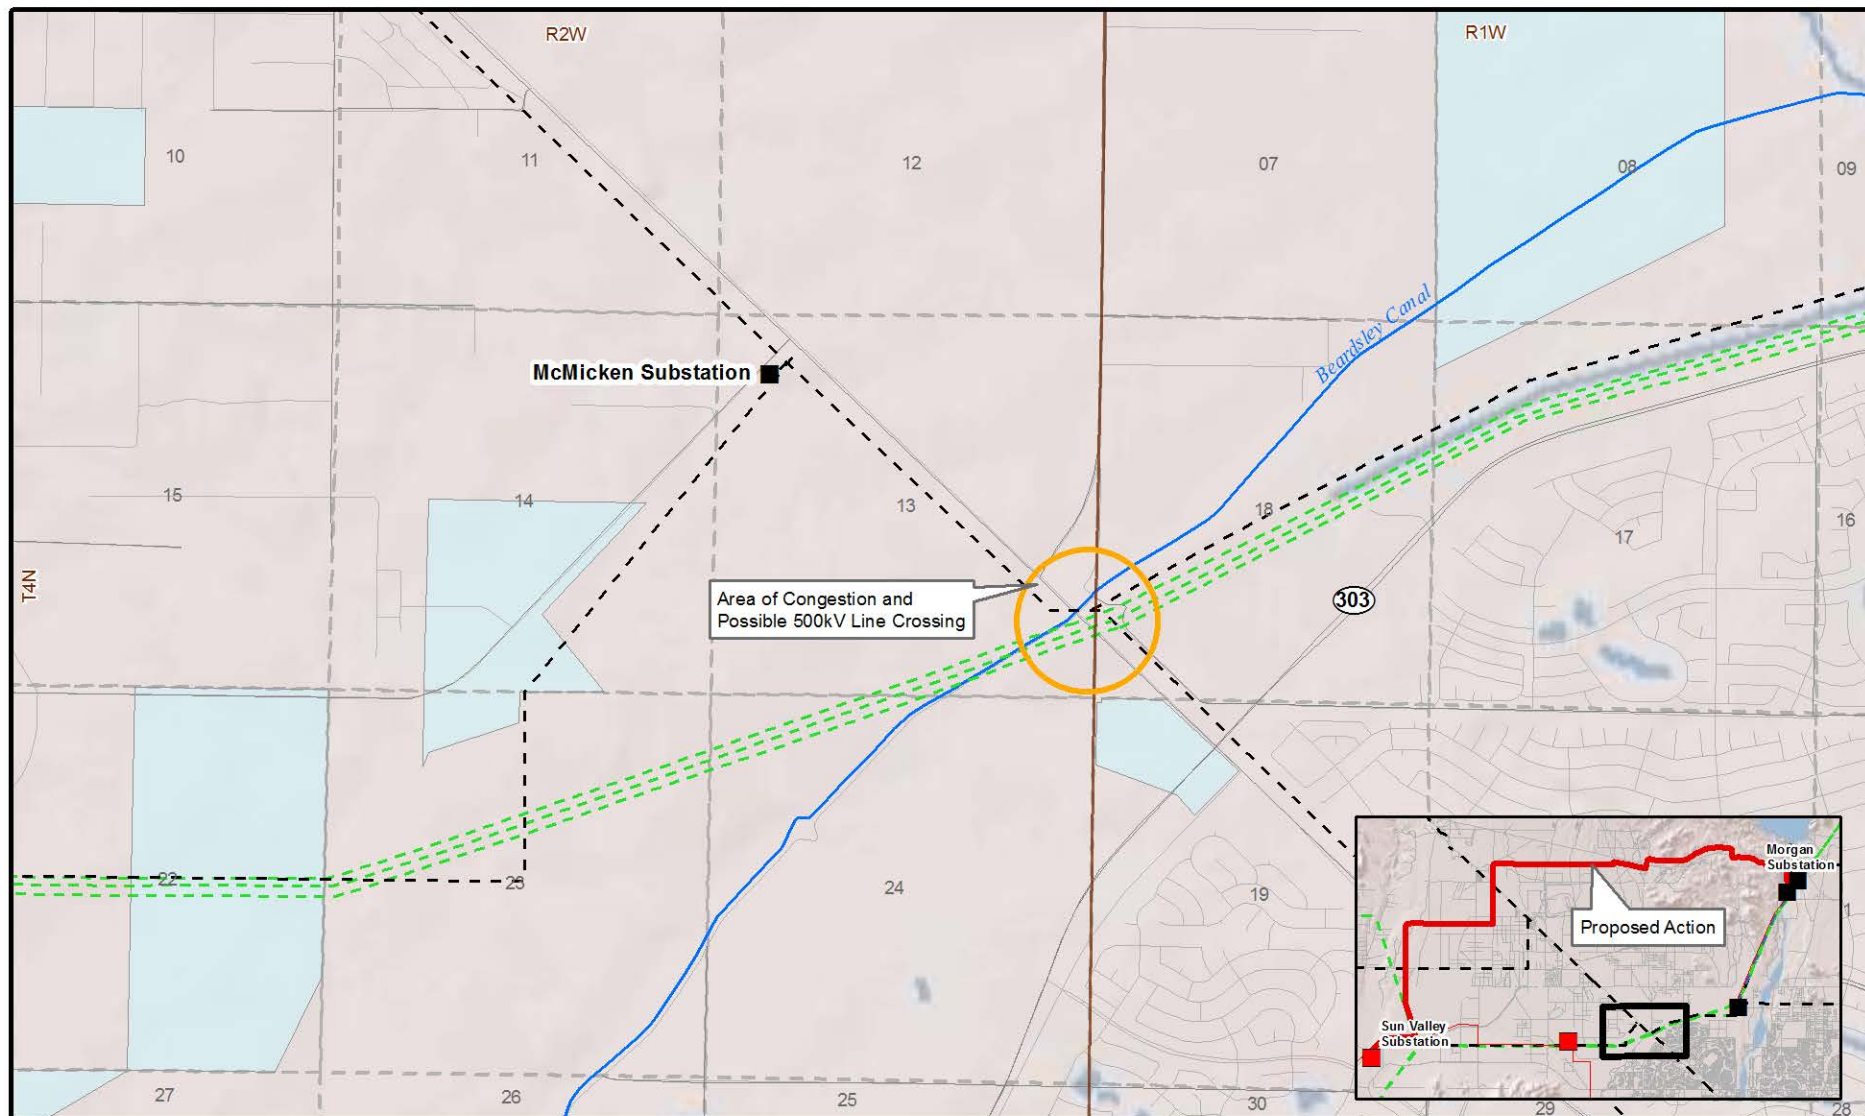 R2W
R1W
10
11
12
07
08
09
Beardsley Canal
McMicken Substation
15
14
13
18
17
16
T4N
Area of Congestion and
Possible 500kV Line Crossing
303
22
23
24
19
27
26
25
30
29
28
Morgan
Substation
1
Proposed Action
Sun Valley
Substation